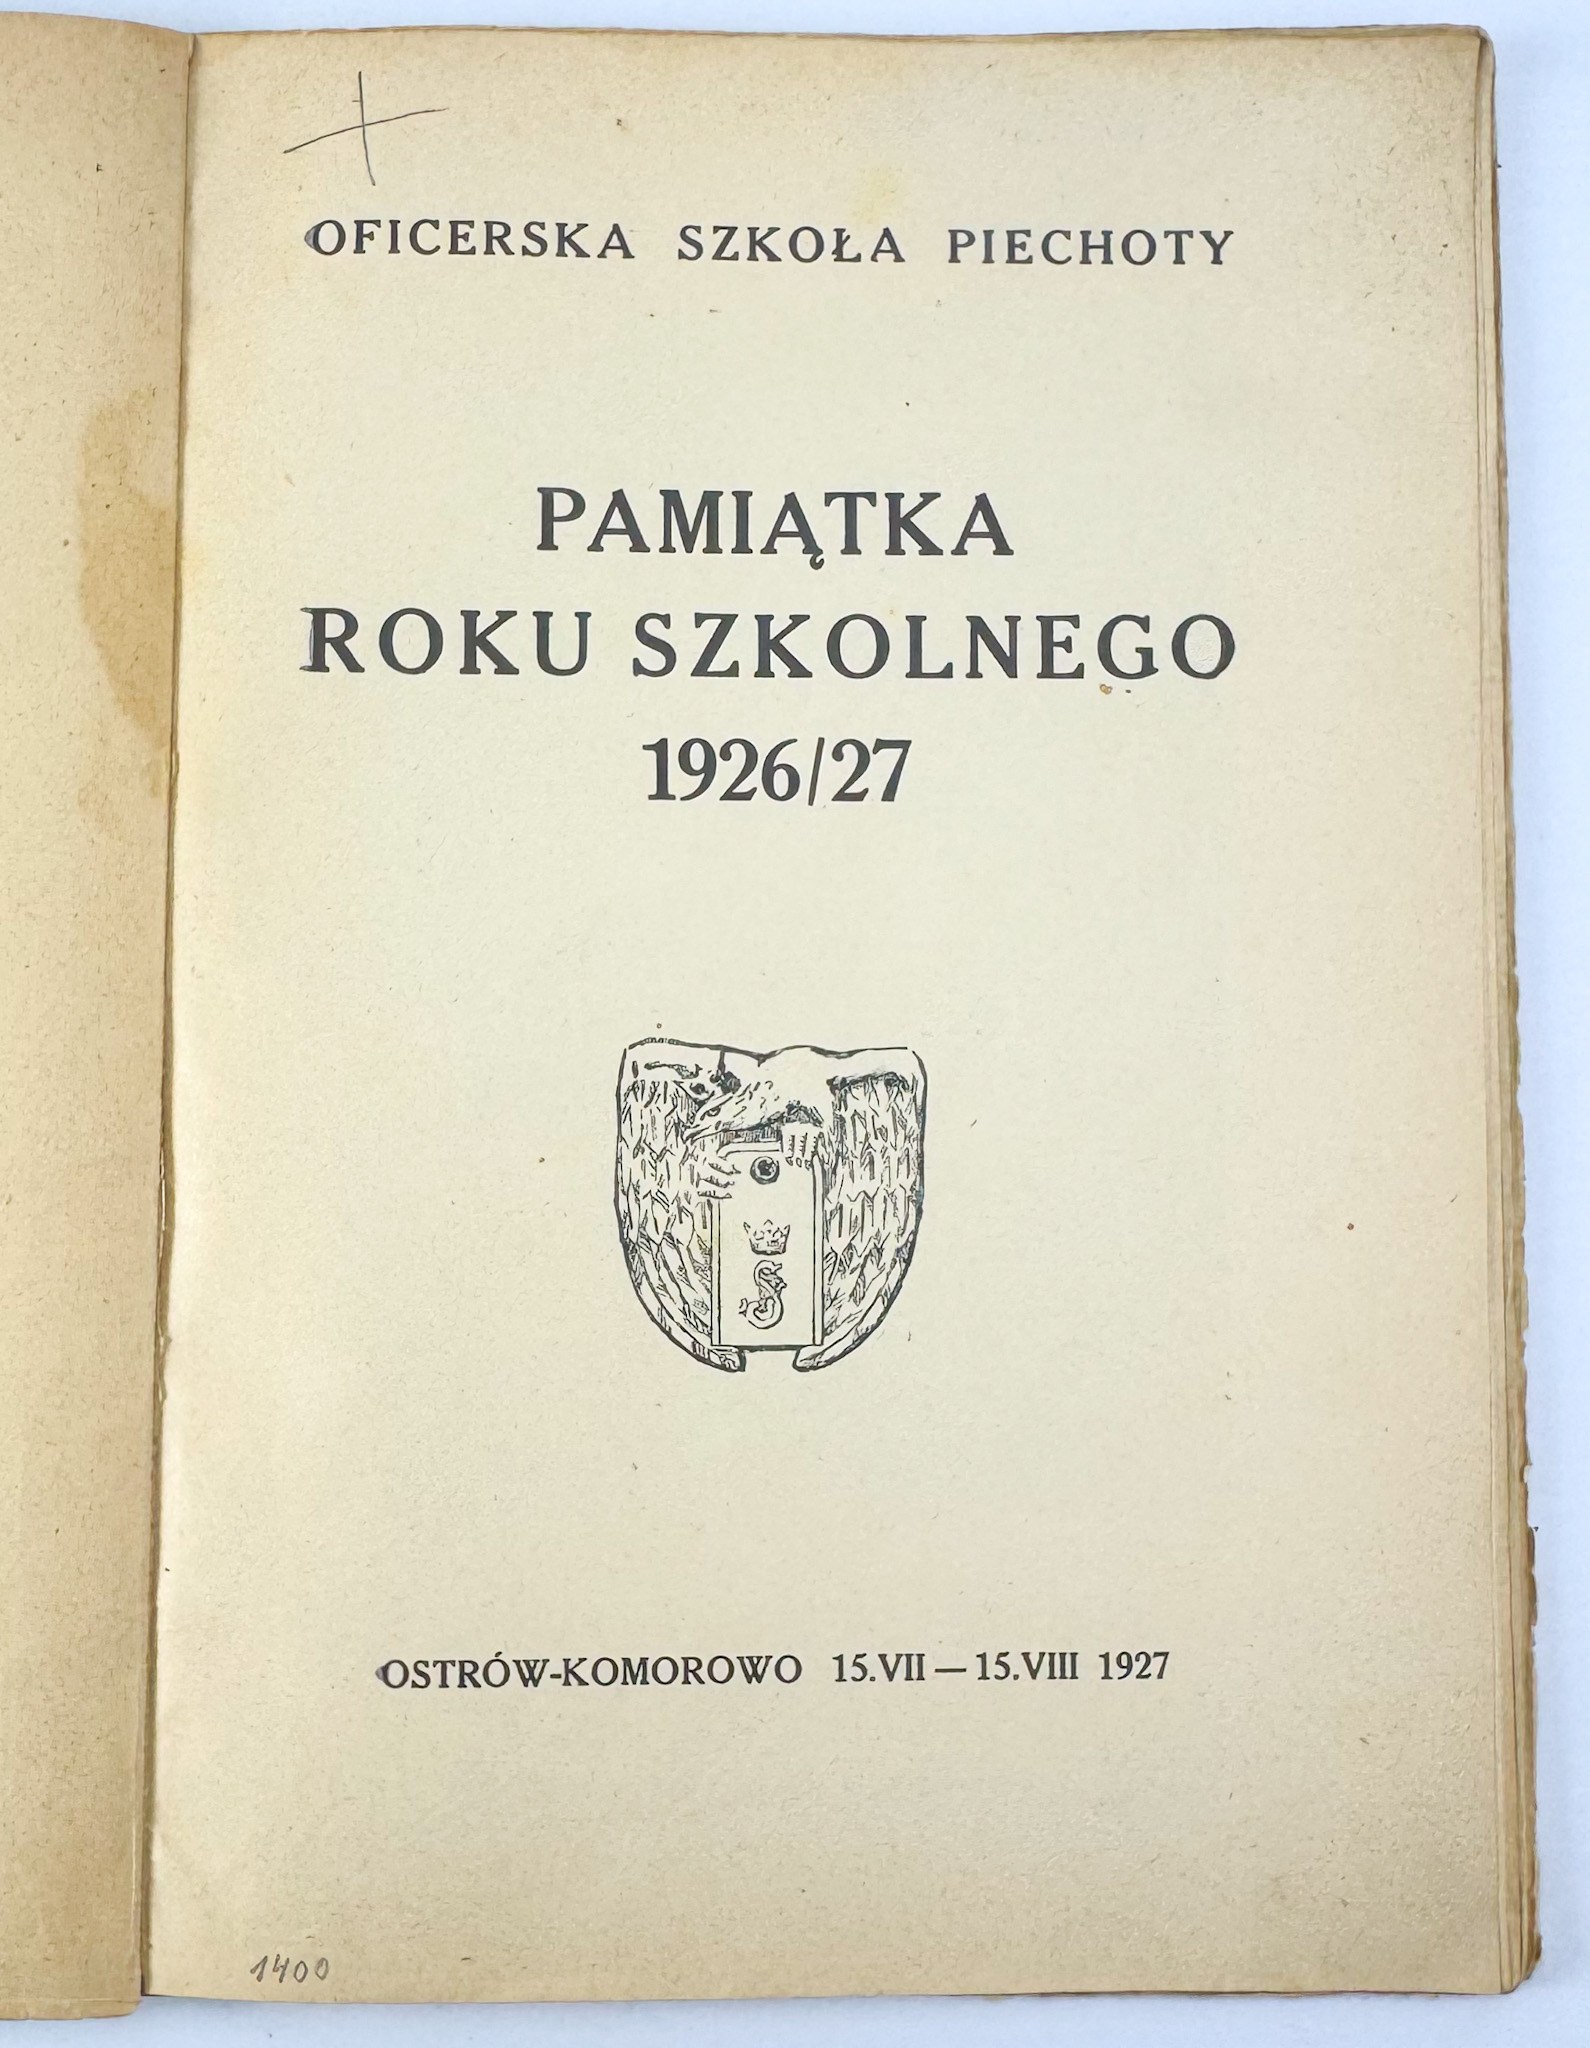 OFICERSKA SZKOŁA PIECHOTY
PAMIĄTKA
ROKU SZKOLNEGO
1926/27
S
OSTRÓW-KOMOROWO 15.VII — 15.VIII 1927
1400